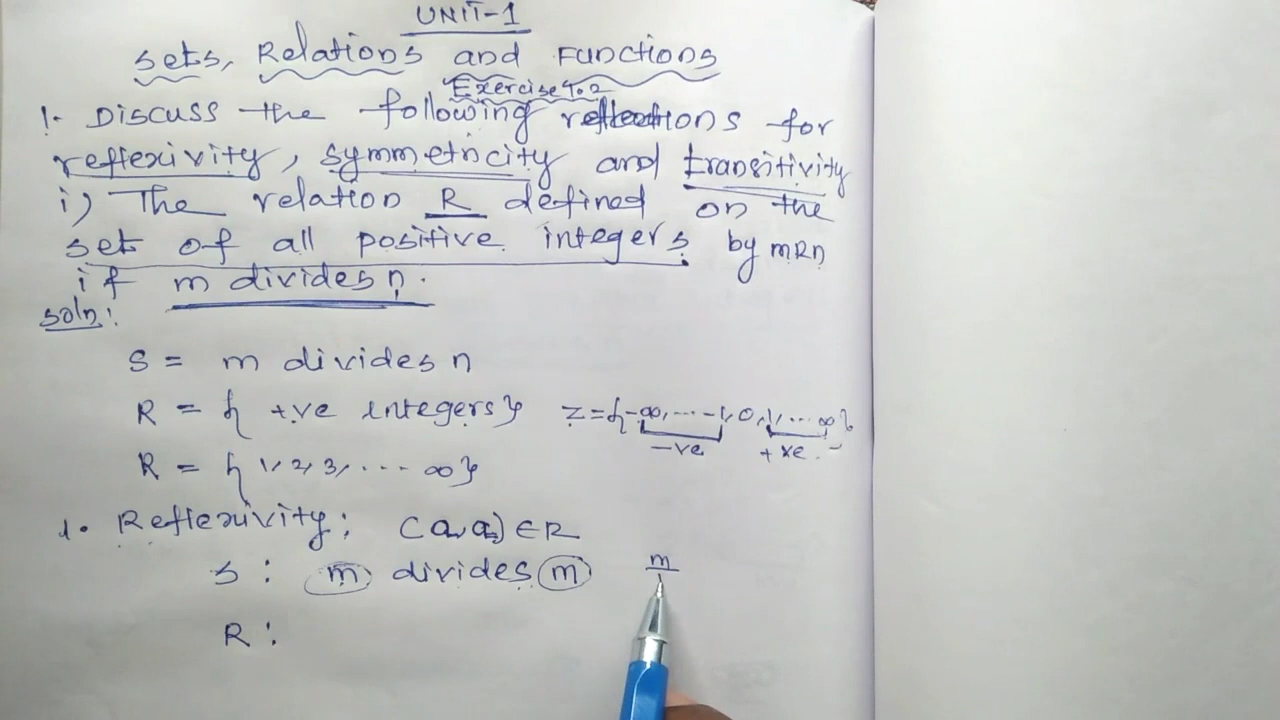 UNIT-1
Sets, Relations and Functions
Exercise 1.2
1. Discuss the following relations for
reflexivity, symmetricity and transitivity
i) The relation R defined on the
set of all positive integers by mRn
if m divides n.
soln:
S = m divides n
R = { +ve integers} Z = {-∞, ... -1, 0, 1, ... ∞}
-ve +ve
R = { 1, 2, 3, ... ∞}
1. Reflexivity: (a, a) ∈ R
S : m divides m m
R :